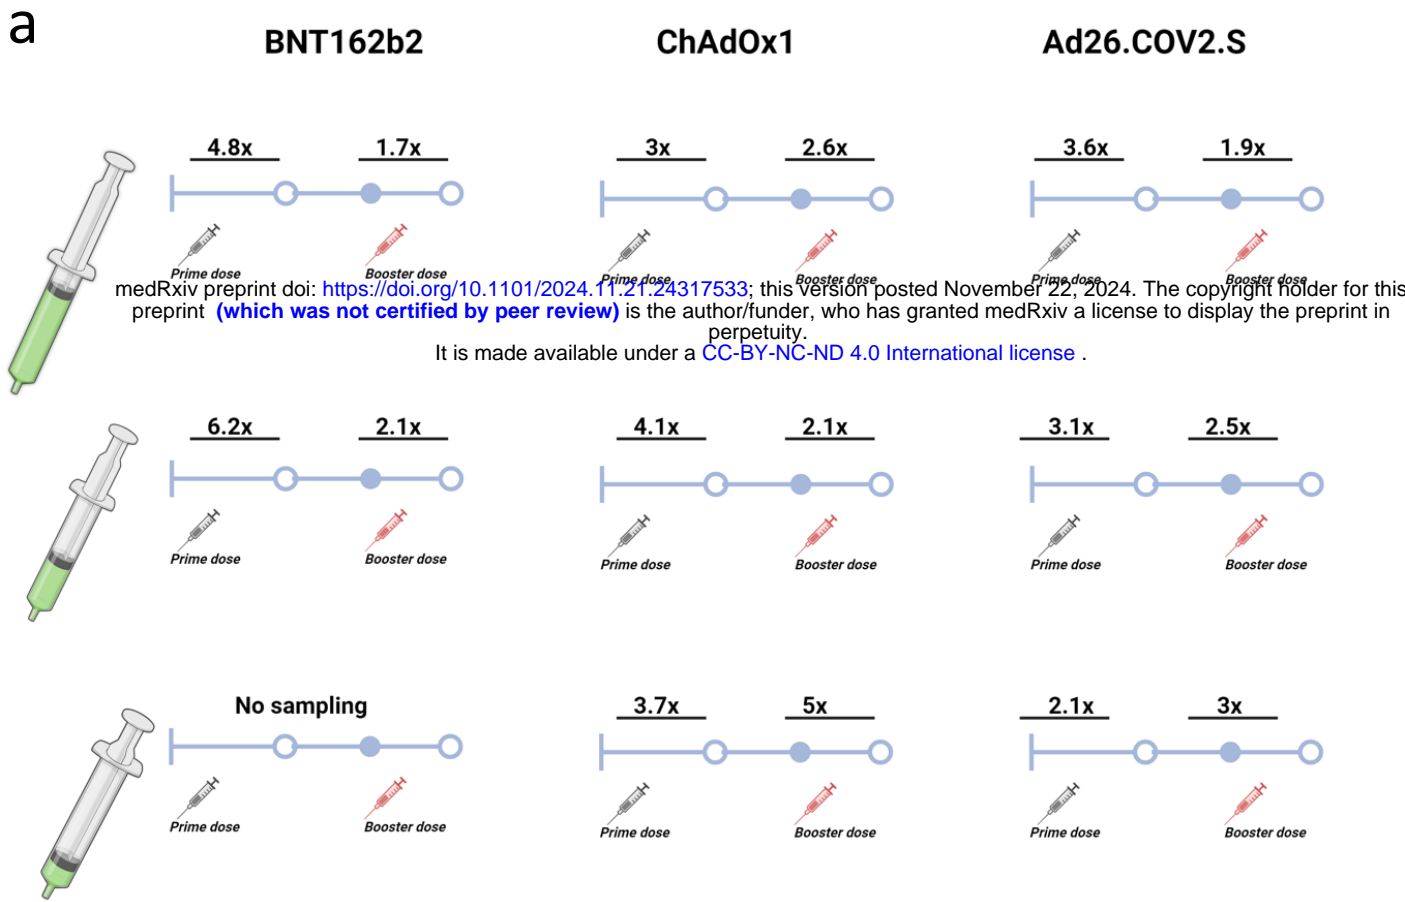 a
BNT162b2 ChAdOx1 Ad26.COV2.S
4.8x 1.7x 3x 2.6x 3.6x 1.9x
Prime dose Booster dose Prime dose Booster dose Prime dose Booster dose
medRxiv preprint doi: https://doi.org/10.1101/2024.11.21.24317533; this version posted November 22, 2024. The copyright holder for this
preprint (which was not certified by peer review) is the author/funder, who has granted medRxiv a license to display the preprint in
perpetuity.
It is made available under a CC-BY-NC-ND 4.0 International license .
6.2x 2.1x 4.1x 2.1x 3.1x 2.5x
Prime dose Booster dose Prime dose Booster dose Prime dose Booster dose
No sampling 3.7x 5x 2.1x 3x
Prime dose Booster dose Prime dose Booster dose Prime dose Booster dose